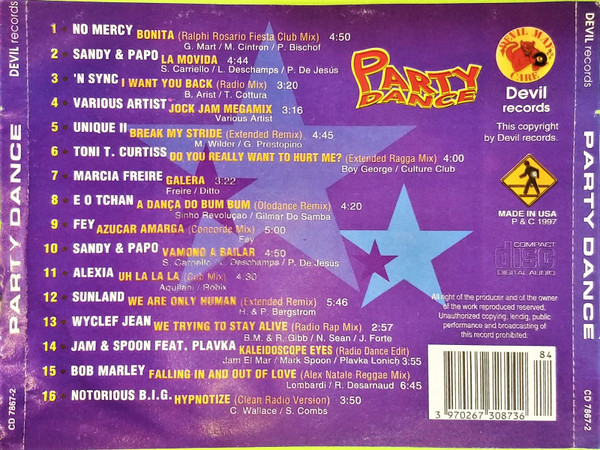 DEVIL records
PARTY DANCE
CD 7867-2
1 • NO MERCY BONITA (Ralphi Rosario Fiesta Club Mix) 4:50
G. Mart / M. Cintron / P. Bischof
2 • SANDY & PAPO LA MOVIDA 4:44
S. Carriello / L. Deschamps / P. De Jesús
3 • 'N SYNC I WANT YOU BACK (Radio Mix) 3:20
B. Arist / T. Cottura
4 • VARIOUS ARTIST JOCK JAM MEGAMIX 3:16
Various Artist
5 • UNIQUE II BREAK MY STRIDE (Extended Remix) 4:45
M. Wilder / G. Prestopino
6 • TONI T. CURTISS DO YOU REALLY WANT TO HURT ME? (Extended Ragga Mix) 4:00
Boy George / Culture Club
7 • MARCIA FREIRE GALERA 3:22
Freire / Ditto
8 • E O TCHAN A DANÇA DO BUM BUM (Olodance Remix) 4:20
Sinho Revoluçao / Gilmar Do Samba
9 • FEY AZUCAR AMARGA (Concorde Mix) 5:00
Fey
10 • SANDY & PAPO VAMONO A BAILAR 4:50
S. Carriello / L. Deschamps / P. De Jesús
11 • ALEXIA UH LA LA LA (Club Mix) 4:30
Aquilani / Robix
12 • SUNLAND WE ARE ONLY HUMAN (Extended Remix) 5:46
H. & P. Bergstrom
13 • WYCLEF JEAN WE TRYING TO STAY ALIVE (Radio Rap Mix) 2:57
B.M. & R. Gibb / N. Sean / J. Forte
14 • JAM & SPOON FEAT. PLAVKA KALEIDOSCOPE EYES (Radio Dance Edit)
Jam El Mar / Mark Spoon / Plavka Lonich 3:55
15 • BOB MARLEY FALLING IN AND OUT OF LOVE (Alex Natale Reggae Mix)
Lombardi / R. Desarnaud 6:45
16 • NOTORIOUS B.I.G. HYPNOTIZE (Clean Radio Version) 3:50
C. Wallace / S. Combs
PARTY
DANCE
DEVIL MAY
CARE
Devil
records
This copyright
by Devil records.
MADE IN USA
P & C 1997
COMPACT
disc
DIGITAL AUDIO
All right of the producer and of the owner
of the work reproduced reserved.
Unauthorized copying, lendig, public
performance and broadcasting of
this record prohibited:
84
3 970267 308736
DEVIL records
PARTY DANCE
CD 7867-2